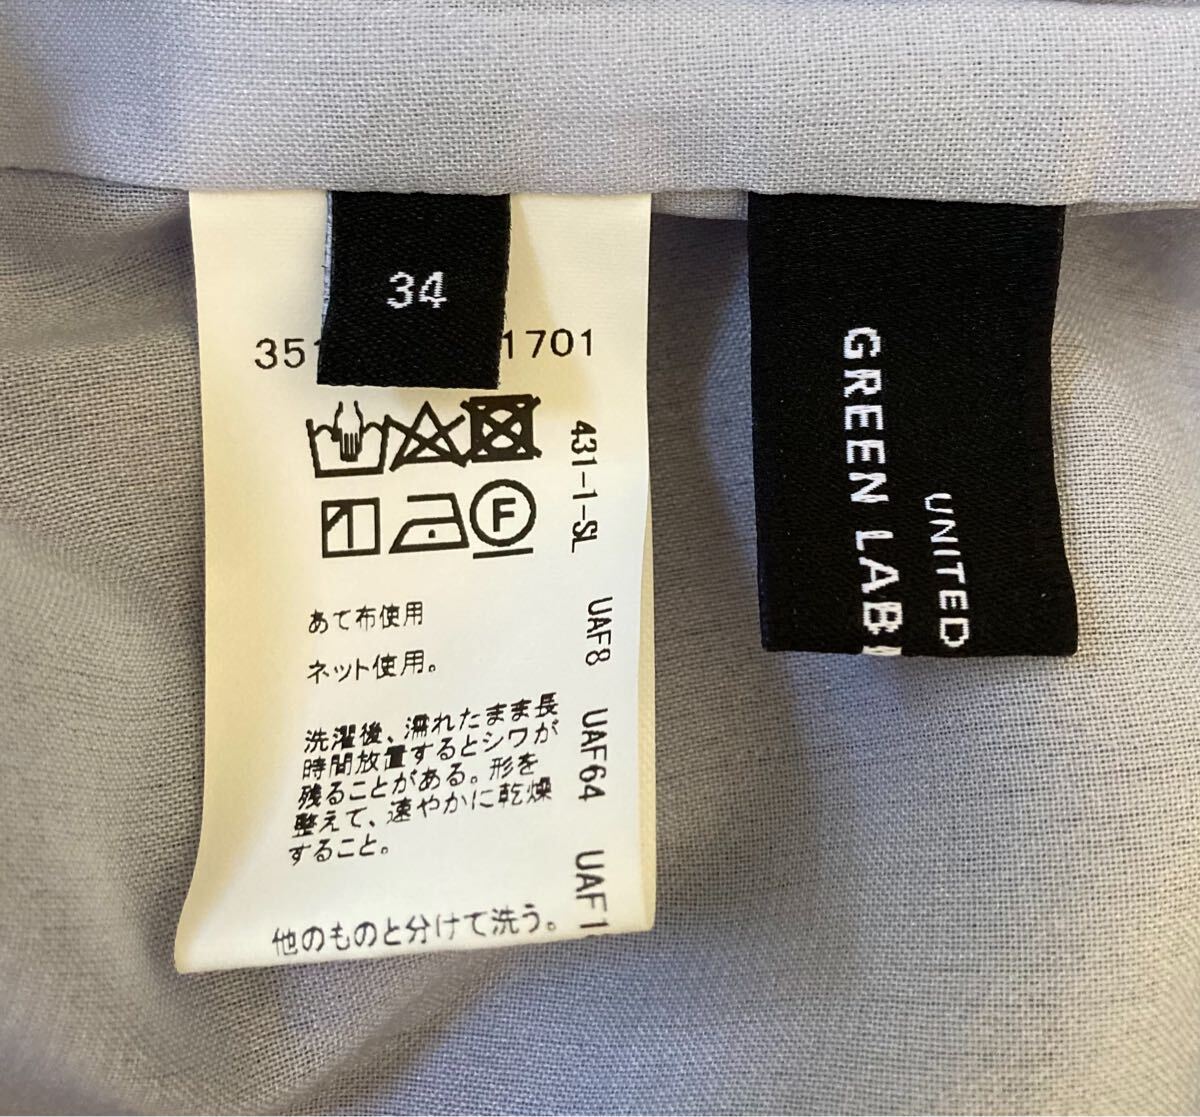 34
351
1701
431-1-SL
F
あて布使用
ネット使用。
洗濯後、濡れたまま長
時間放置するとシワが
残ることがある。形を
整えて、速やかに乾燥
すること。
他のものと分けて洗う。
UAF8 UAF64 UAF1
GREEN LAB
UNITED